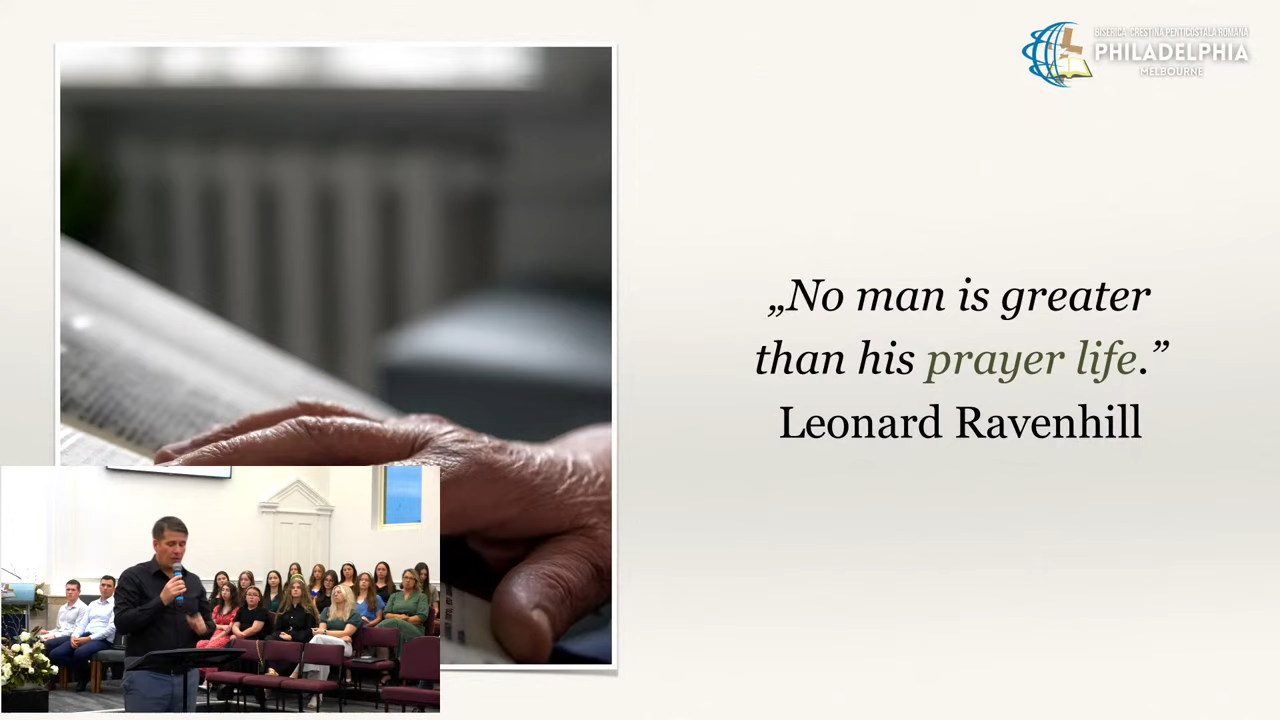 BISERICA CREȘTINĂ PENTICOSTALĂ ROMÂNĂ
PHILADELPHIA
MELBOURNE
„No man is greater
than his prayer life.”
Leonard Ravenhill